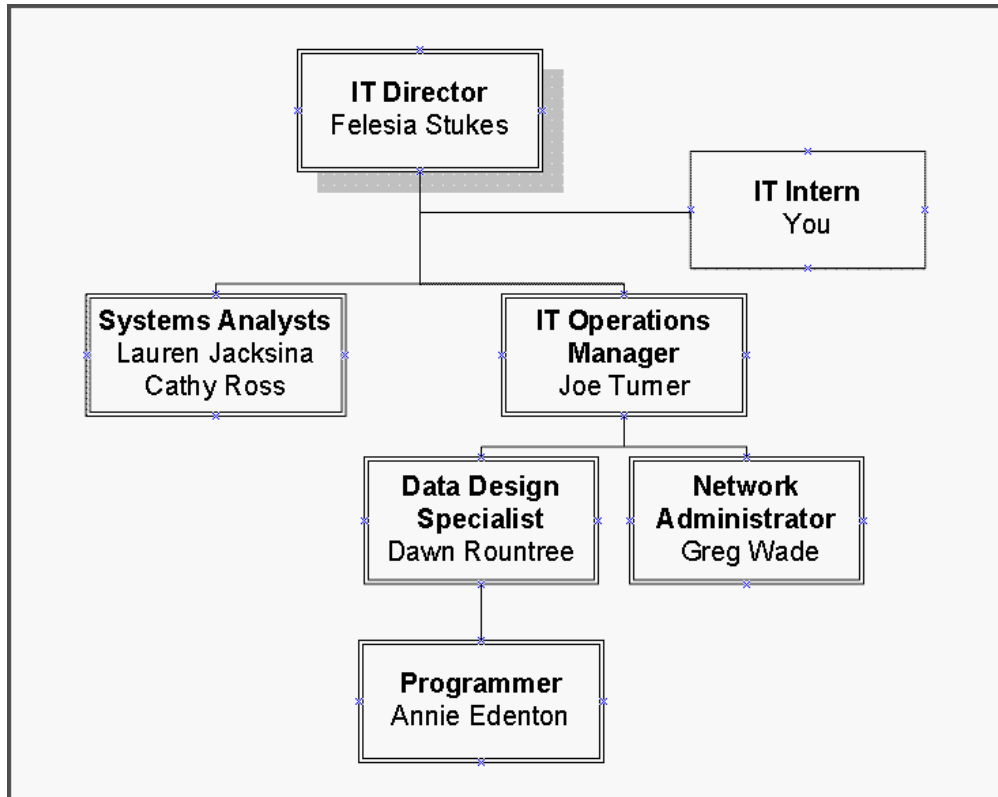 IT Director
Felesia Stukes
IT Intern
You
Systems Analysts
Lauren Jacksina
Cathy Ross
IT Operations
Manager
Joe Turner
Data Design
Specialist
Dawn Rountree
Network
Administrator
Greg Wade
Programmer
Annie Edenton